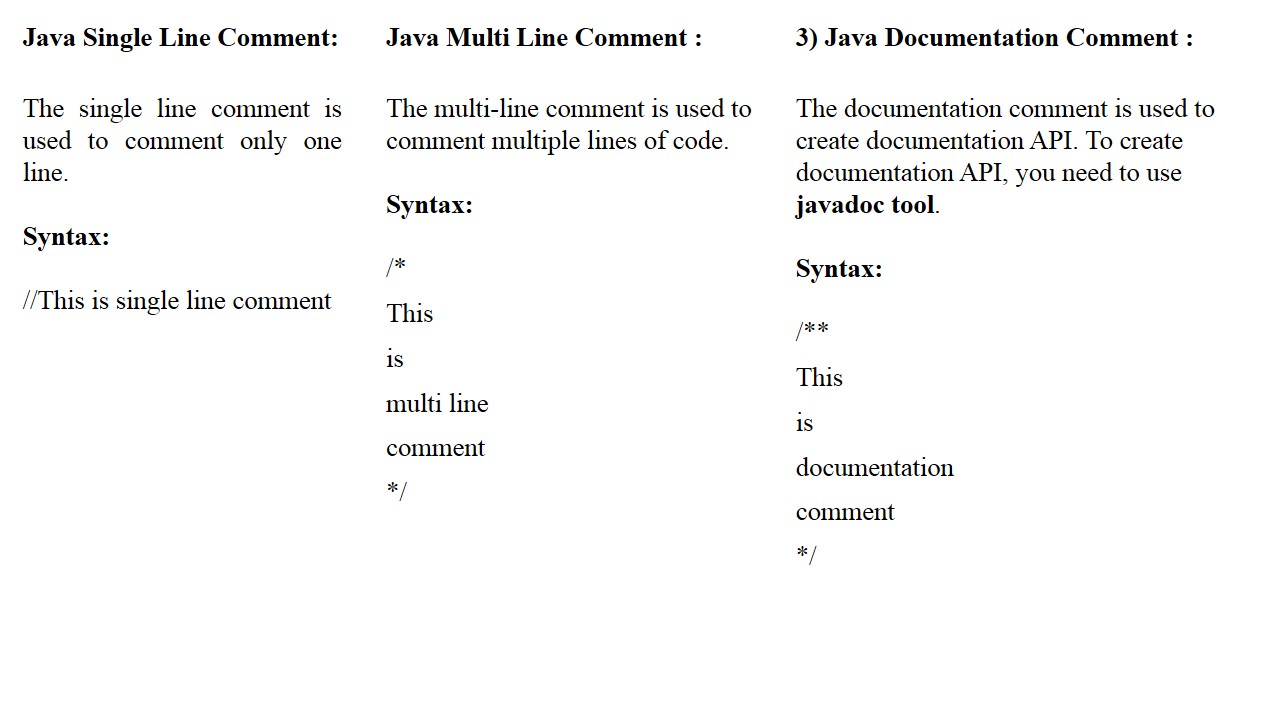 Java Single Line Comment:
The single line comment is
used to comment only one
line.
Syntax:
//This is single line comment
Java Multi Line Comment :
The multi-line comment is used to
comment multiple lines of code.
Syntax:
/*
This
is
multi line
comment
*/
3) Java Documentation Comment :
The documentation comment is used to
create documentation API. To create
documentation API, you need to use
javadoc tool.
Syntax:
/**
This
is
documentation
comment
*/